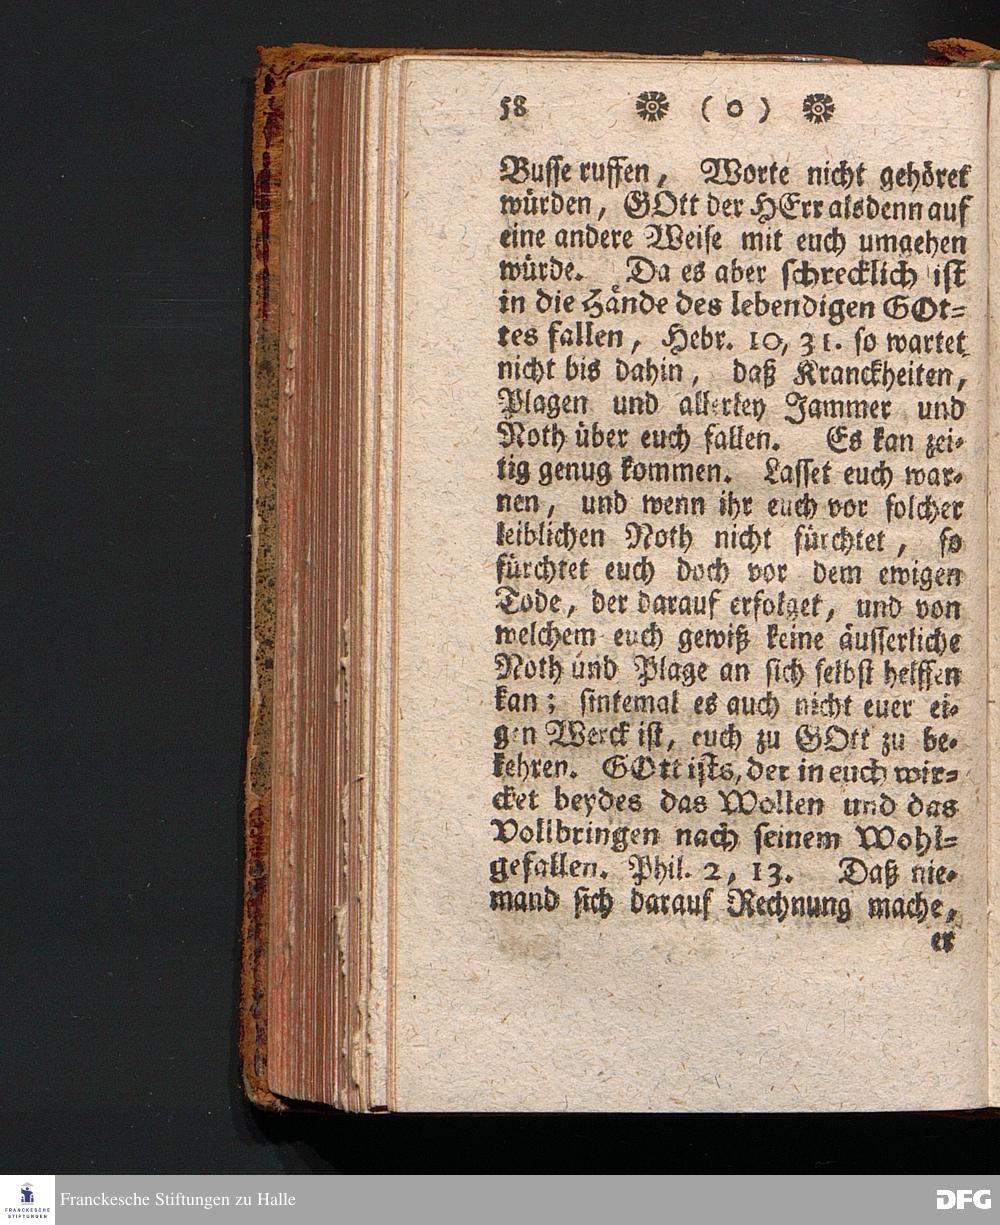 58 ❋ ( o ) ❋
Busse ruffen, Worte nicht gehöret
würden, GOtt der HErr alsdenn auf
eine andere Weise mit euch umgehen
würde. Da es aber schrecklich ist
in die Hände des lebendigen GOt=
tes fallen, Hebr. 10, 31. so wartet
nicht bis dahin, daß Kranckheiten,
Plagen und allerley Jammer und
Noth über euch fallen. Es kan zei=
tig genug kommen. Lasset euch war=
nen, und wenn ihr euch vor solcher
leiblichen Noth nicht fürchtet, so
fürchtet euch doch vor dem ewigen
Tode, der darauf erfolget, und von
welchem euch gewiß keine äusserliche
Noth und Plage an sich selbst helffen
kan; sintemal es auch nicht euer ei=
gen Werck ist, euch zu GOtt zu be=
kehren. GOtt ists, der in euch wir=
cket beydes das Wollen und das
Vollbringen nach seinem Wohl=
gefallen. Phil. 2, 13. Daß nie=
mand sich darauf Rechnung mache,
er
FRANCKESCHE
STIFTUNGEN
Franckesche Stiftungen zu Halle
DFG